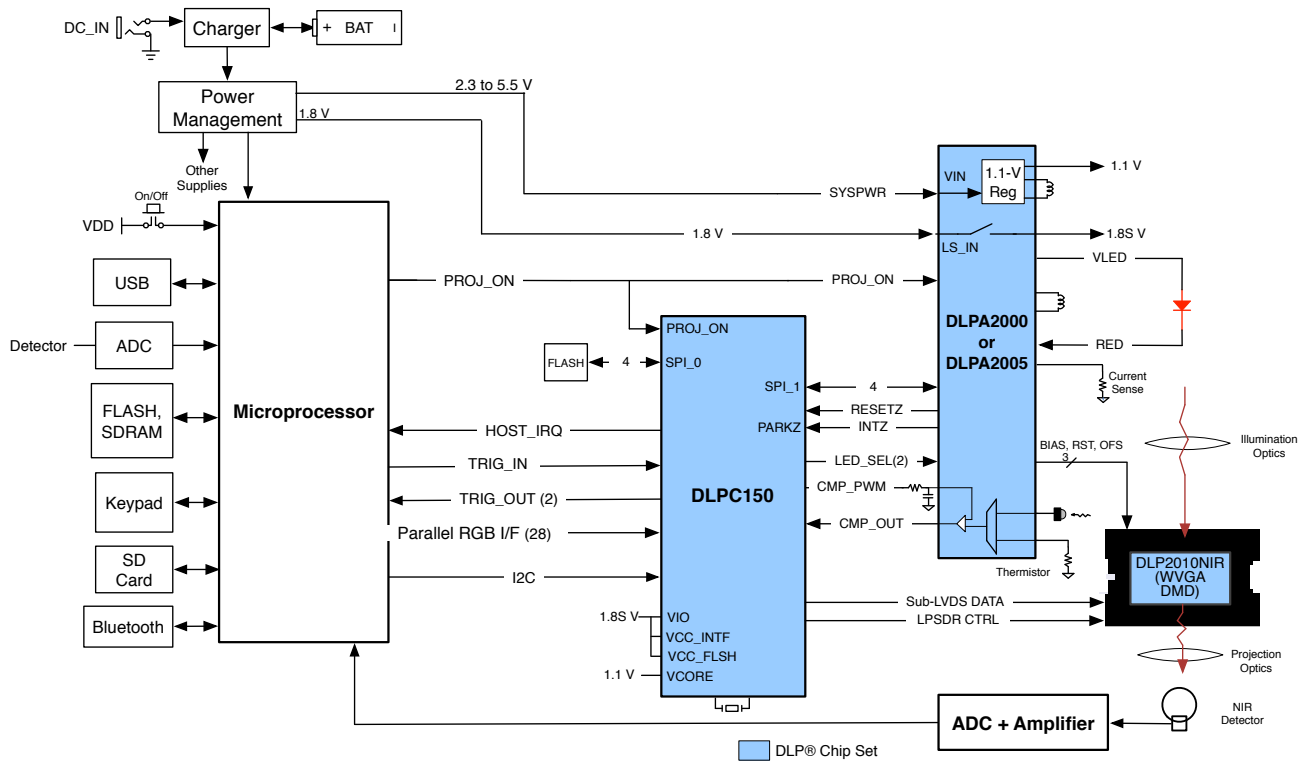 DC_IN
Charger
+ BAT I
Power
Management
2.3 to 5.5 V
1.8 V
Other
Supplies
On/Off
VDD
USB
Detector
ADC
FLASH,
SDRAM
Keypad
SD
Card
Bluetooth
Microprocessor
PROJ_ON
HOST_IRQ
TRIG_IN
TRIG_OUT (2)
Parallel RGB I/F (28)
I2C
1.8S V
1.1 V
FLASH
4
PROJ_ON
SPI_0
SPI_1
PARKZ
DLPC150
VIO
VCC_INTF
VCC_FLSH
VCORE
SYSPWR
1.8 V
PROJ_ON
4
RESETZ
INTZ
LED_SEL(2)
CMP_PWM
CMP_OUT
Sub-LVDS DATA
LPSDR CTRL
VIN
1.1-V
Reg
LS_IN
DLPA2000
or
DLPA2005
1.1 V
1.8S V
VLED
RED
Current
Sense
BIAS, RST, OFS
3
Thermistor
Illumination
Optics
DLP2010NIR
(WVGA
DMD)
Projection
Optics
ADC + Amplifier
NIR
Detector
DLP® Chip Set